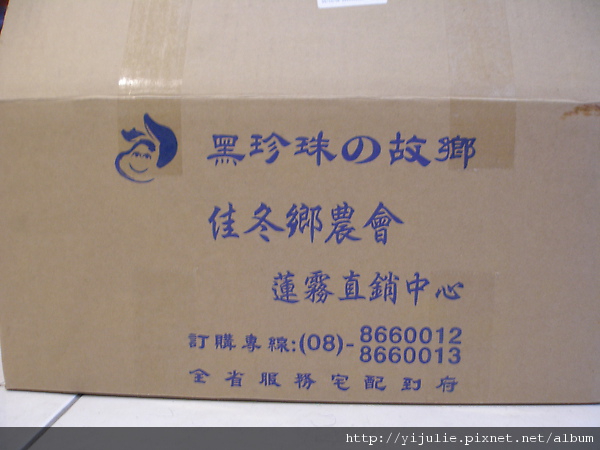 黑珍珠の故鄉
佳冬鄉農會
蓮霧直銷中心
訂購專線:(08)-8660012
8660013
全省服務宅配到府
http://yijulie.pixnet.net/album